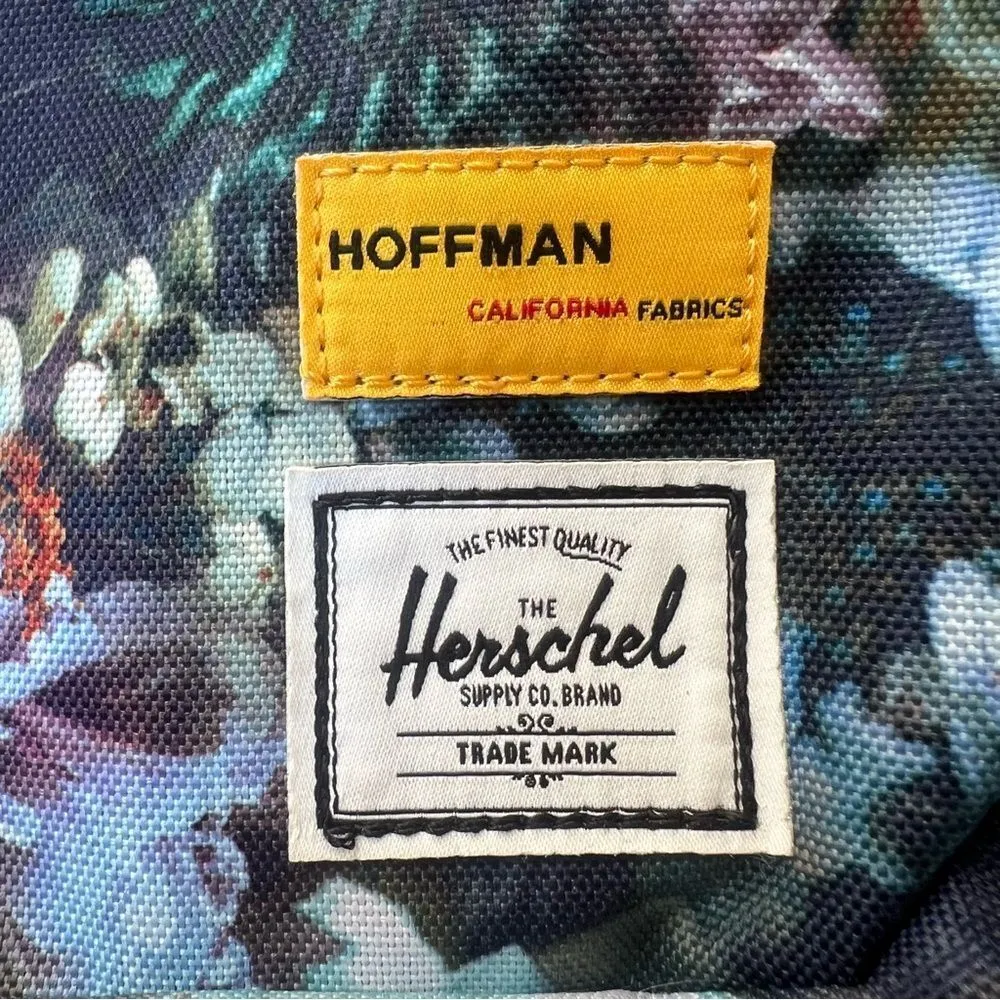 HOFFMAN
CALIFORNIA FABRICS
THE FINEST QUALITY
THE
Herschel
SUPPLY CO. BRAND
TRADE MARK